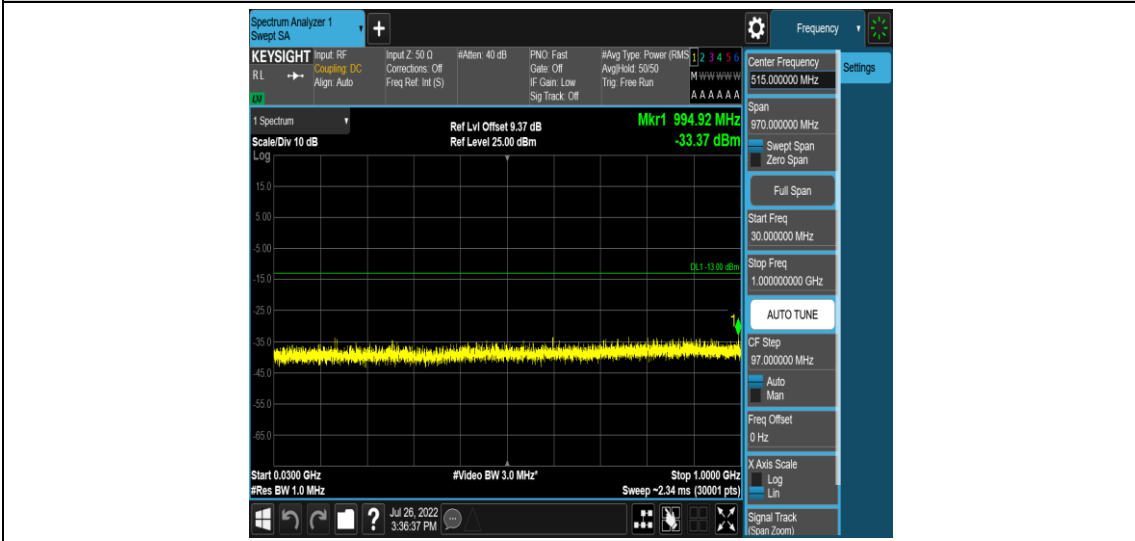 Spectrum Analyzer 1
Swept SA
+
Frequency
KEYSIGHT
RL
Input: RF
Coupling: DC
Align: Auto
Input Z: 50 Ω
Corrections: Off
Freq Ref: Int (S)
#Atten: 40 dB
PNO: Fast
Gate: Off
IF Gain: Low
Sig Track: Off
#Avg Type: Power (RMS
Avg|Hold: 50/50
Trig: Free Run
1 2 3 4 5 6
M W W W W W
A A A A A A
1 Spectrum
Scale/Div 10 dB
Log
Ref Lvl Offset 9.37 dB
Ref Level 25.00 dBm
Mkr1 994.92 MHz
-33.37 dBm
15.0
5.00
-5.00
-15.0
-25.0
-35.0
-45.0
-55.0
-65.0
DL1 -13.00 dBm
1
Start 0.0300 GHz
#Res BW 1.0 MHz
#Video BW 3.0 MHz*
Stop 1.0000 GHz
Sweep ~2.34 ms (30001 pts)
Jul 26, 2022
3:36:37 PM
?
Center Frequency
515.000000 MHz
Settings
Span
970.000000 MHz
Swept Span
Zero Span
Full Span
Start Freq
30.000000 MHz
Stop Freq
1.000000000 GHz
AUTO TUNE
CF Step
97.000000 MHz
Auto
Man
Freq Offset
0 Hz
X Axis Scale
Log
Lin
Signal Track
(Span Zoom)